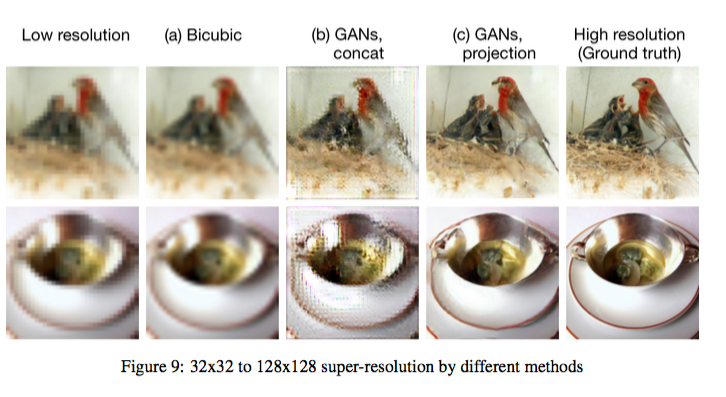 Low resolution
(a) Bicubic
(b) GANs,
concat
(c) GANs,
projection
High resolution
(Ground truth)
Figure 9: 32x32 to 128x128 super-resolution by different methods